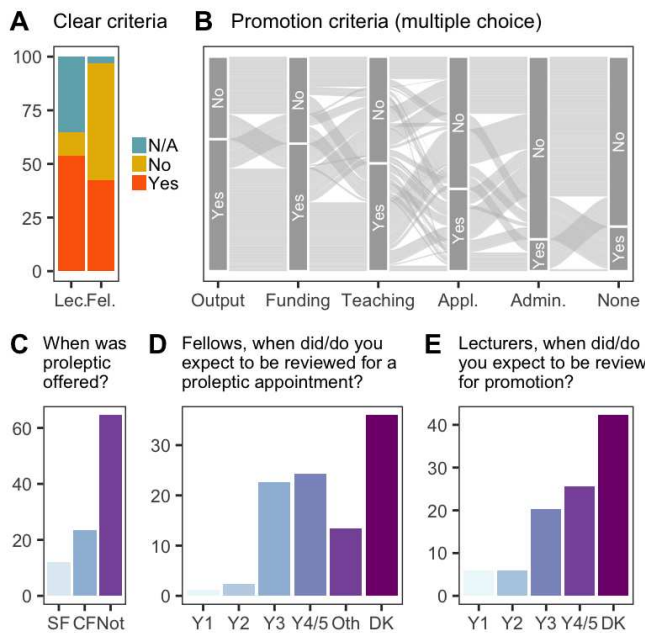 A Clear criteria
B Promotion criteria (multiple choice)
100
75
50
25
0
N/A
No
Yes
Lec. Fel.
No No No No No No
Yes Yes Yes Yes Yes Yes
Output Funding Teaching Appl. Admin. None
C When was
proleptic
offered?
60
40
20
0
SF CF Not
D Fellows, when did/do you
expect to be reviewed for a
proleptic appointment?
30
20
10
0
Y1 Y2 Y3 Y4/5 Oth DK
E Lecturers, when did/do
you expect to be review
for promotion?
40
30
20
10
0
Y1 Y2 Y3 Y4/5 DK